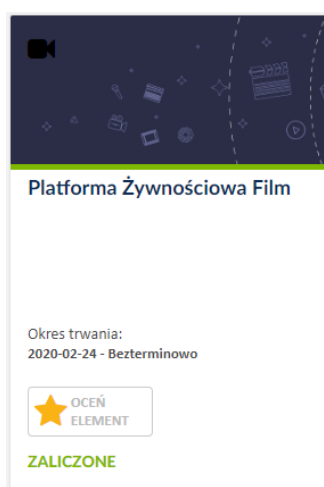 Platforma Żywnościowa Film
Okres trwania:
2020-02-24 - Bezterminowo
OCEŃ
ELEMENT
ZALICZONE